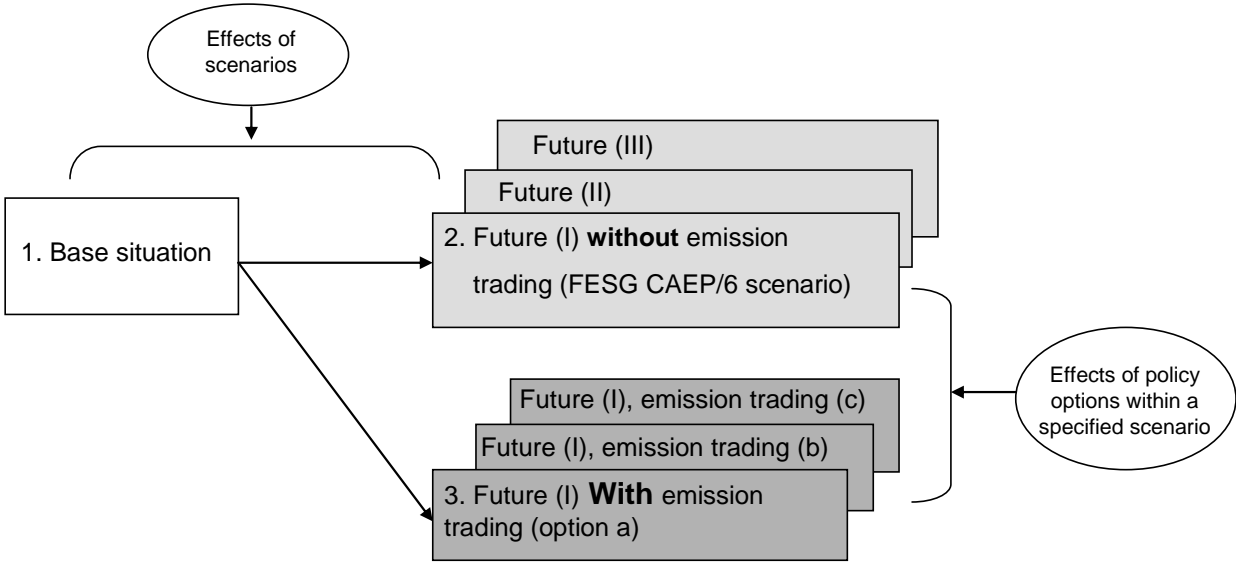 Effects of
scenarios
Future (III)
Future (II)
1. Base situation
2. Future (I) without emission
trading (FESG CAEP/6 scenario)
Future (I), emission trading (c)
Future (I), emission trading (b)
3. Future (I) With emission
trading (option a)
Effects of policy
options within a
specified scenario